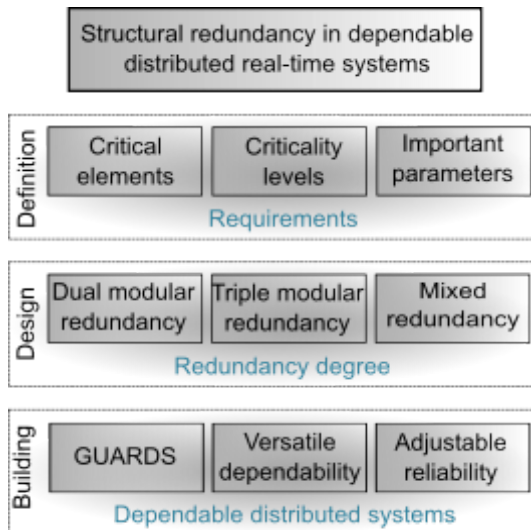 Structural redundancy in dependable
distributed real-time systems
Definition
Critical
elements
Criticality
levels
Important
parameters
Requirements
Design
Dual modular
redundancy
Triple modular
redundancy
Mixed
redundancy
Redundancy degree
Building
GUARDS
Versatile
dependability
Adjustable
reliability
Dependable distributed systems